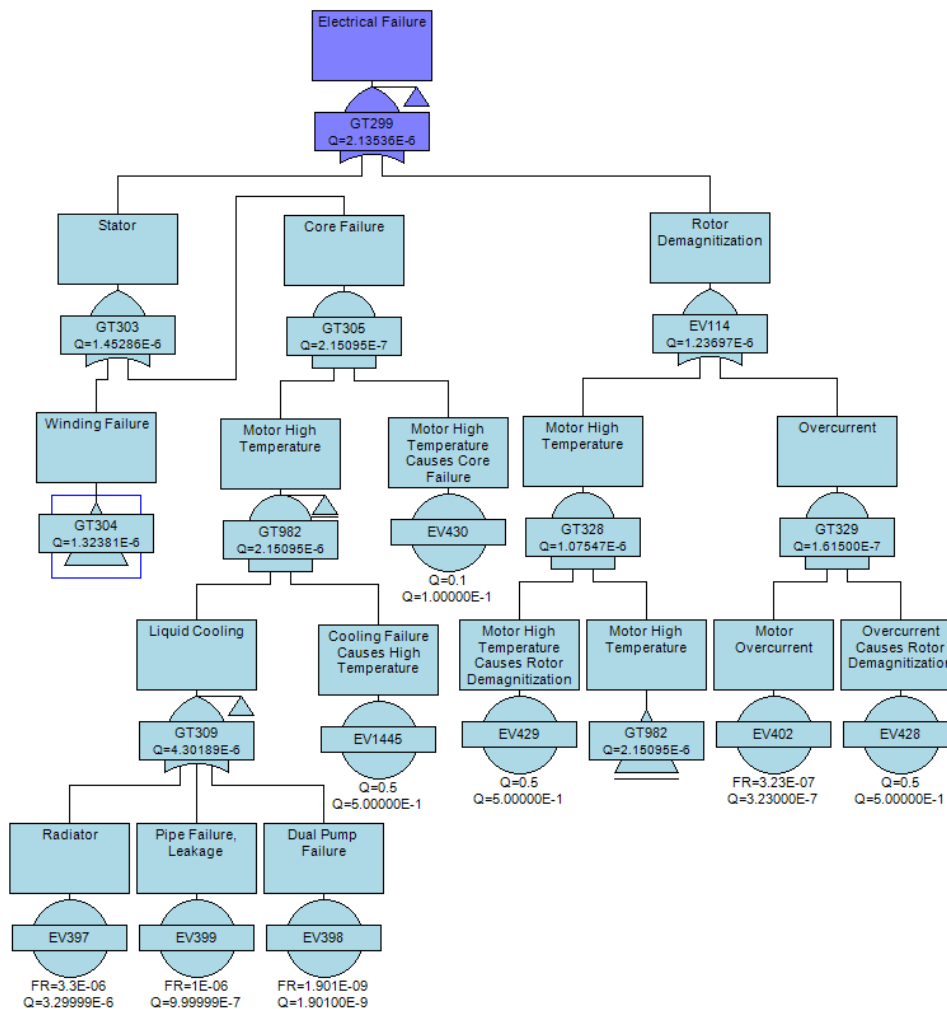 Electrical Failure
GT299
Q=2.13536E-6
Stator
Core Failure
Rotor
Demagnitization
GT303
Q=1.45286E-6
GT305
Q=2.15095E-7
EV114
Q=1.23697E-6
Winding Failure
Motor High
Temperature
Motor High
Temperature
Causes Core
Failure
Motor High
Temperature
Overcurrent
GT304
Q=1.32381E-6
GT982
Q=2.15095E-6
EV430
Q=0.1
Q=1.00000E-1
GT328
Q=1.07547E-6
GT329
Q=1.61500E-7
Liquid Cooling
Cooling Failure
Causes High
Temperature
Motor High
Temperature
Causes Rotor
Demagnitization
Motor High
Temperature
Motor
Overcurrent
Overcurrent
Causes Rotor
Demagnitization
GT309
Q=4.30189E-6
EV1445
Q=0.5
Q=5.00000E-1
EV429
Q=0.5
Q=5.00000E-1
GT982
Q=2.15095E-6
EV402
FR=3.23E-07
Q=3.23000E-7
EV428
Q=0.5
Q=5.00000E-1
Radiator
Pipe Failure,
Leakage
Dual Pump
Failure
EV397
FR=3.3E-06
Q=3.29999E-6
EV399
FR=1E-06
Q=9.99999E-7
EV398
FR=1.901E-09
Q=1.90100E-9